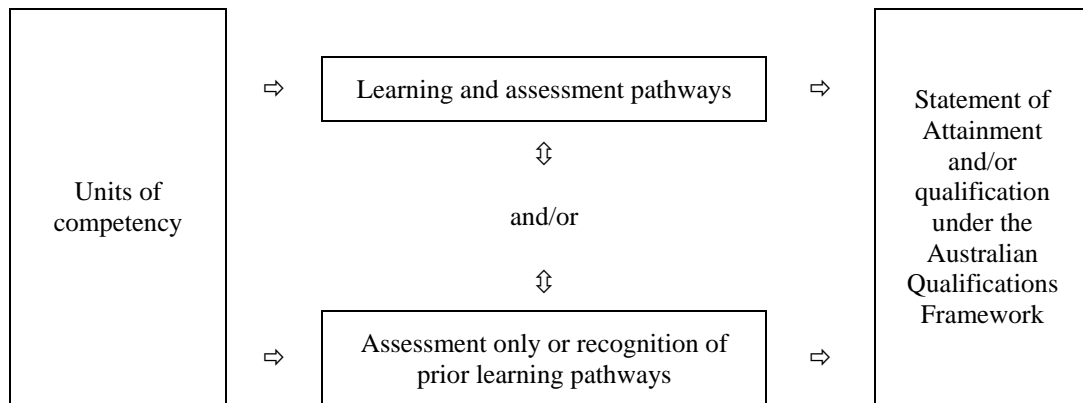 Units of
competency
⇨
Learning and assessment pathways
⇨
⇳
and/or
⇳
⇨
Assessment only or recognition of
prior learning pathways
⇨
Statement of
Attainment
and/or
qualification
under the
Australian
Qualifications
Framework